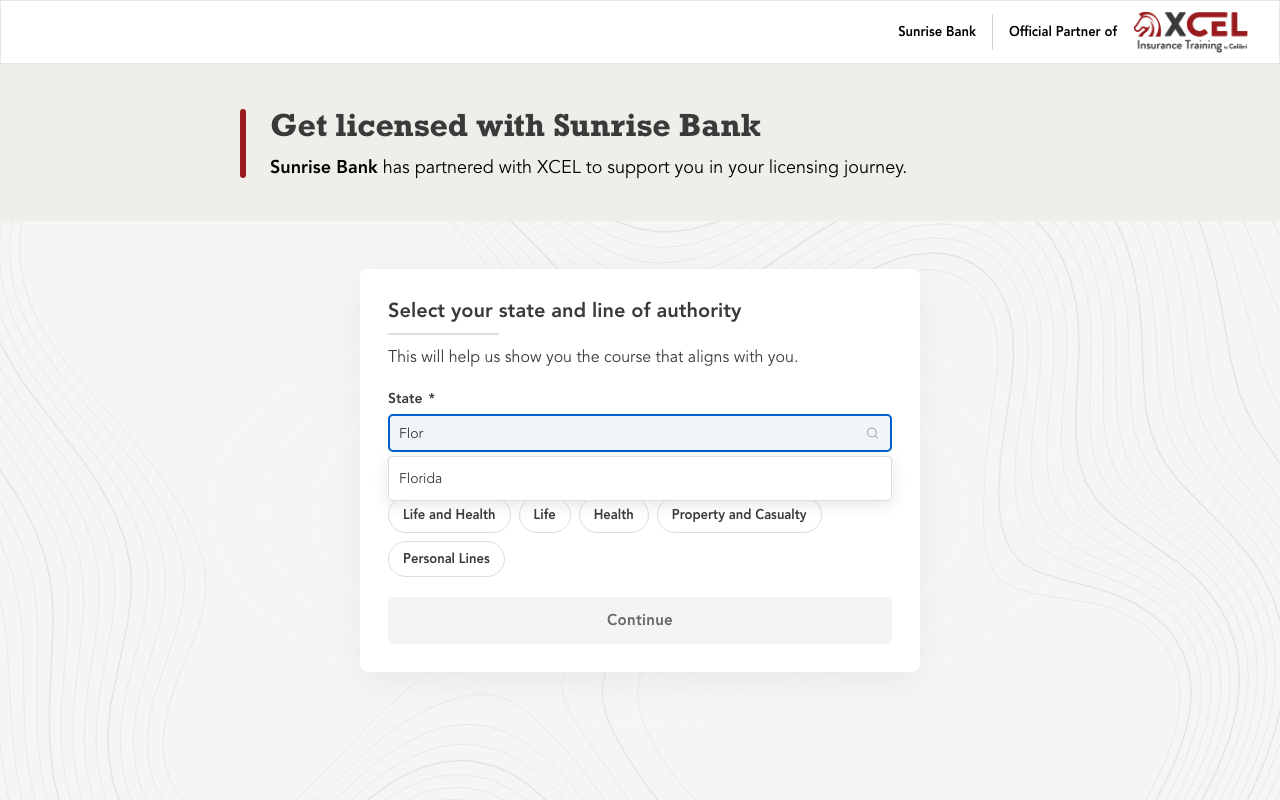 Sunrise Bank
Official Partner of
XCEL
Insurance Training by Colibri
Get licensed with Sunrise Bank
Sunrise Bank has partnered with XCEL to support you in your licensing journey.
Select your state and line of authority
This will help us show you the course that aligns with you.
State *
Flor
Florida
Life and Health
Life
Health
Property and Casualty
Personal Lines
Continue